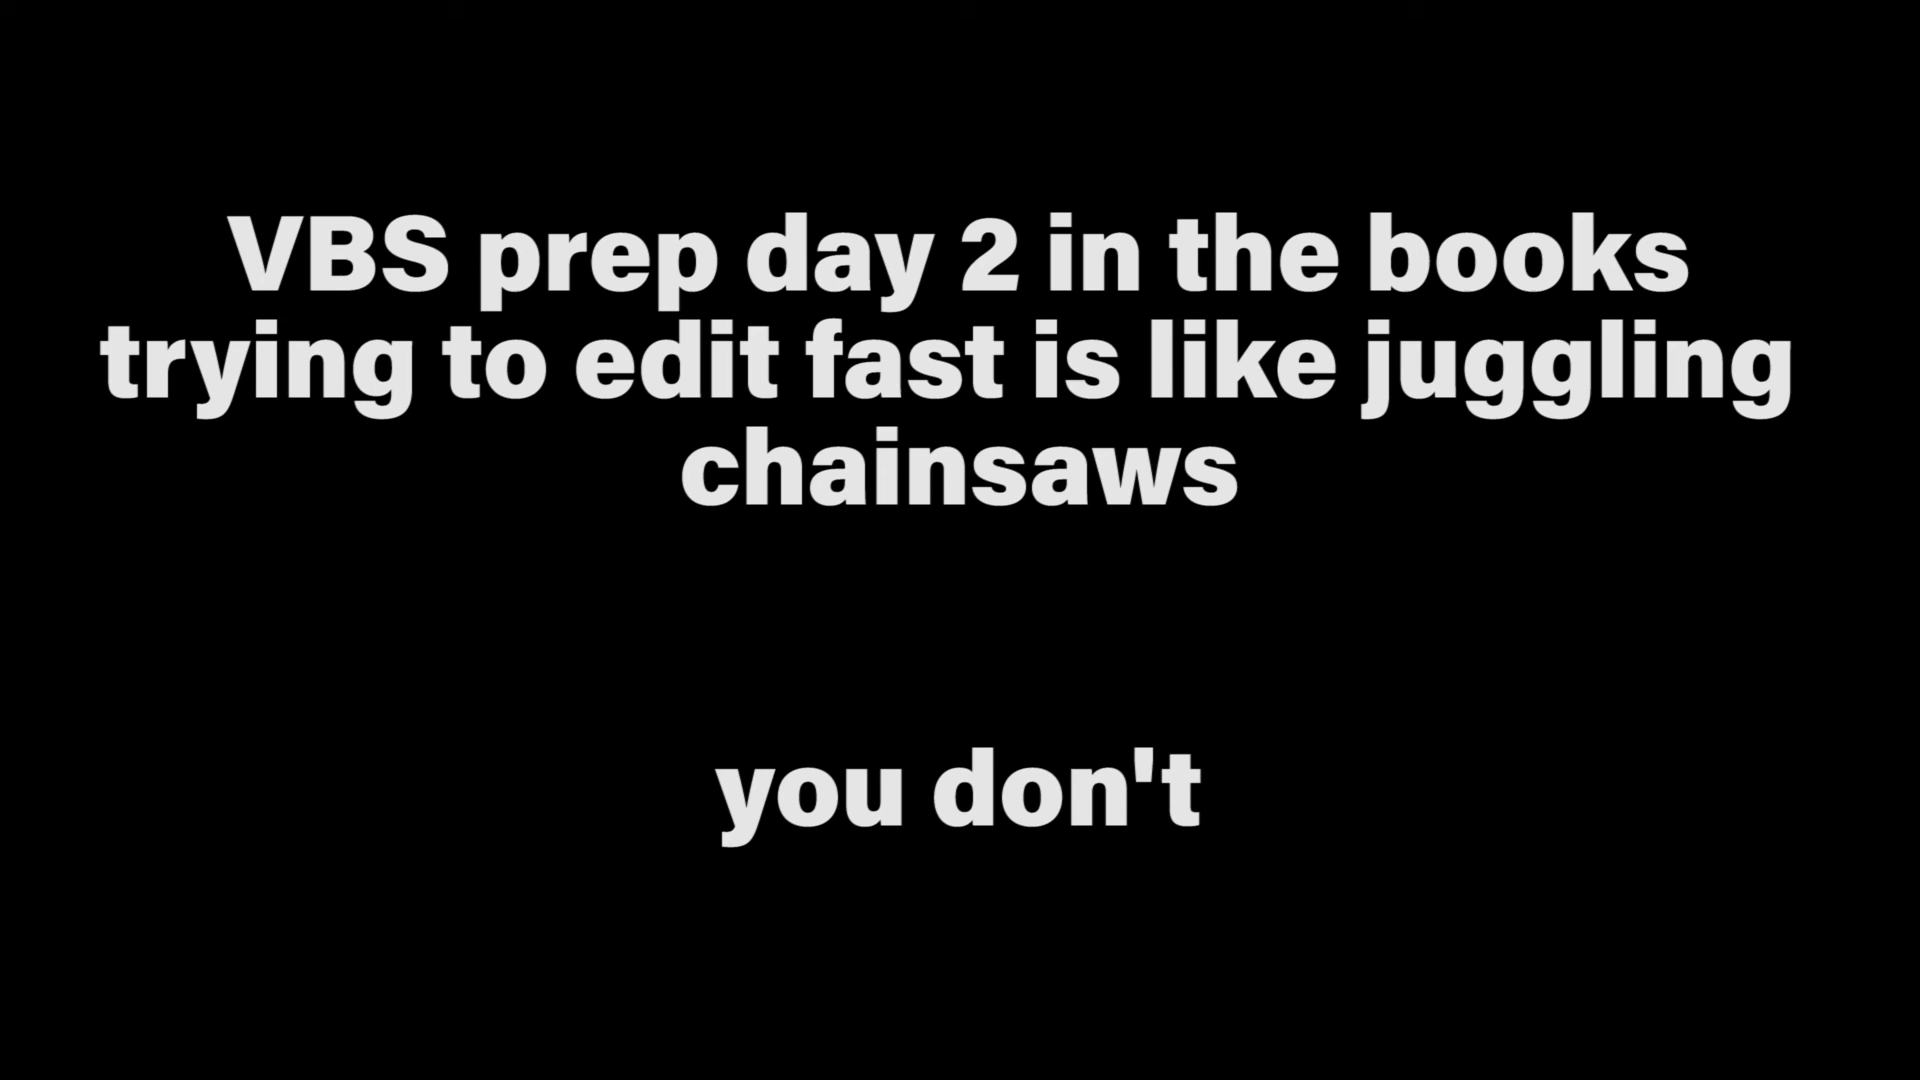 VBS prep day 2 in the books
trying to edit fast is like juggling
chainsaws
you don't